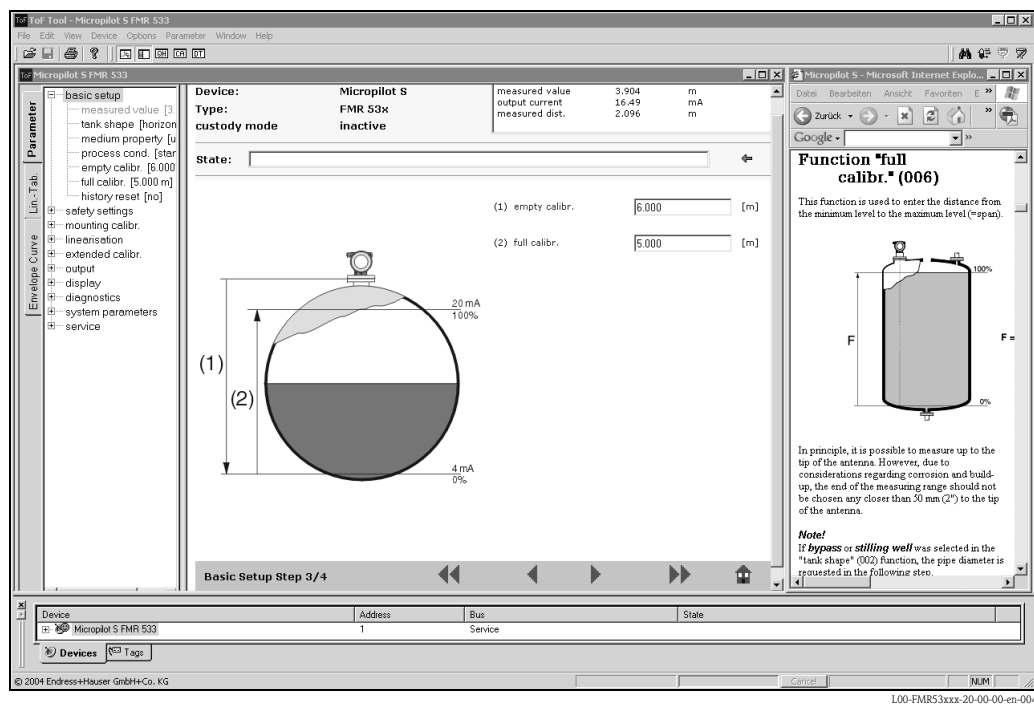 ToF Tool - Micropilot S FMR 533
File Edit View Device Options Parameter Window Help
Micropilot S FMR 533
Parameter
Lin.-Tab.
Envelope Curve
basic setup
measured value [3.
tank shape [horizon
medium property [u
process cond. [stan
empty calibr. [6.000
full calibr. [5.000 m]
history reset [no]
safety settings
mounting calibr.
linearisation
extended calibr.
output
display
diagnostics
system parameters
service
Device: Micropilot S
Type: FMR 53x
custody mode inactive
measured value 3.904 m
output current 16.49 mA
measured dist. 2.096 m
State:
(1) empty calibr. 6.000 [m]
(2) full calibr. 5.000 [m]
20 mA
100%
(1)
(2)
4 mA
0%
Basic Setup Step 3/4
Micropilot S - Microsoft Internet Explo...
Datei Bearbeiten Ansicht Favoriten E »
Zurück »
Google »
Function "full calibr." (006)
This function is used to enter the distance from
the minimum level to the maximum level (=span).
100%
F
F =
0%
In principle, it is possible to measure up to the
tip of the antenna. However, due to
considerations regarding corrosion and build-
up, the end of the measuring range should not
be chosen any closer than 50 mm (2") to the tip
of the antenna.
Note!
If bypass or stilling well was selected in the
"tank shape" (002) function, the pipe diameter is
requested in the following step.
Device Address Bus State
Micropilot S FMR 533 1 Service
Devices Tags
© 2004 Endress+Hauser GmbH+Co. KG
Cancel
NUM
L00-FMR53xxx-20-00-00-en-004